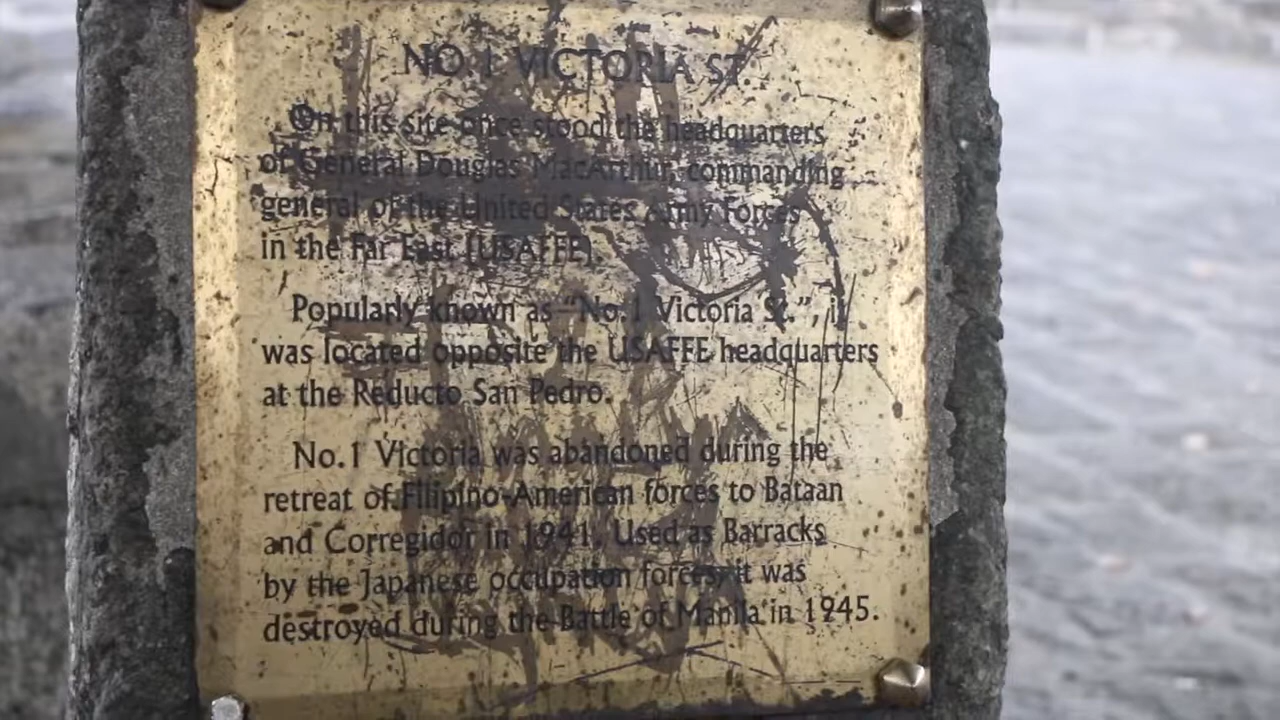 NO. 1 VICTORIA ST.
On this site once stood the headquarters
of General Douglas MacArthur, commanding
general of the United States Army Forces
in the Far East (USAFFE).
Popularly known as "No.1 Victoria St.", it
was located opposite the USAFFE headquarters
at the Reducto San Pedro.
No.1 Victoria was abandoned during the
retreat of Filipino-American forces to Bataan
and Corregidor in 1941. Used as Barracks
by the Japanese occupation forces, it was
destroyed during the Battle of Manila in 1945.